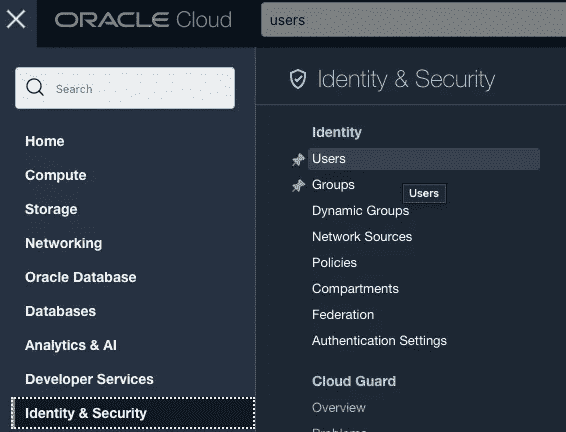 ORACLE Cloud
users
Search
Home
Compute
Storage
Networking
Oracle Database
Databases
Analytics & AI
Developer Services
Identity & Security
Identity & Security
Identity
Users
Groups
Users
Dynamic Groups
Network Sources
Policies
Compartments
Federation
Authentication Settings
Cloud Guard
Overview
Problems